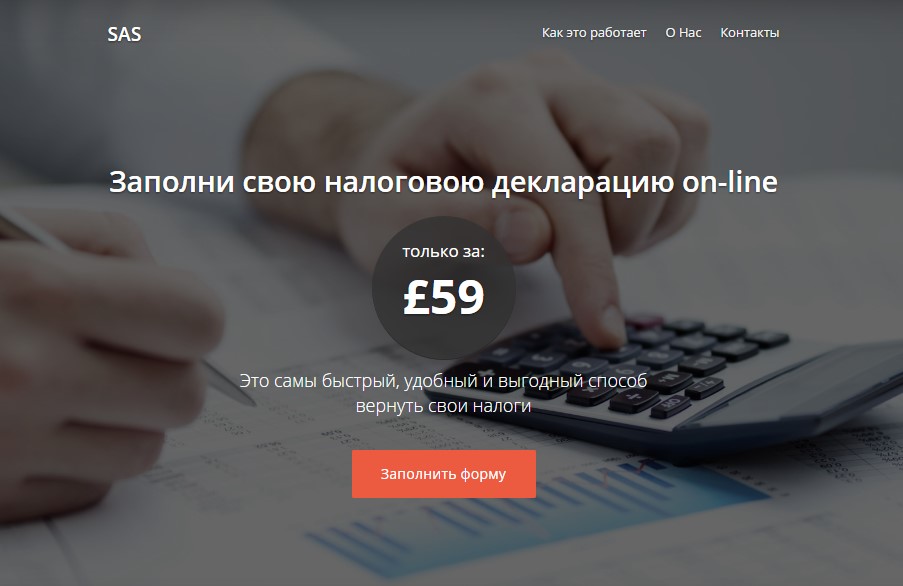 SAS
Как это работает О Нас Контакты
Заполни свою налоговою декларацию on-line
только за:
£59
Это самы быстрый, удобный и выгодный способ
вернуть свои налоги
Заполнить форму